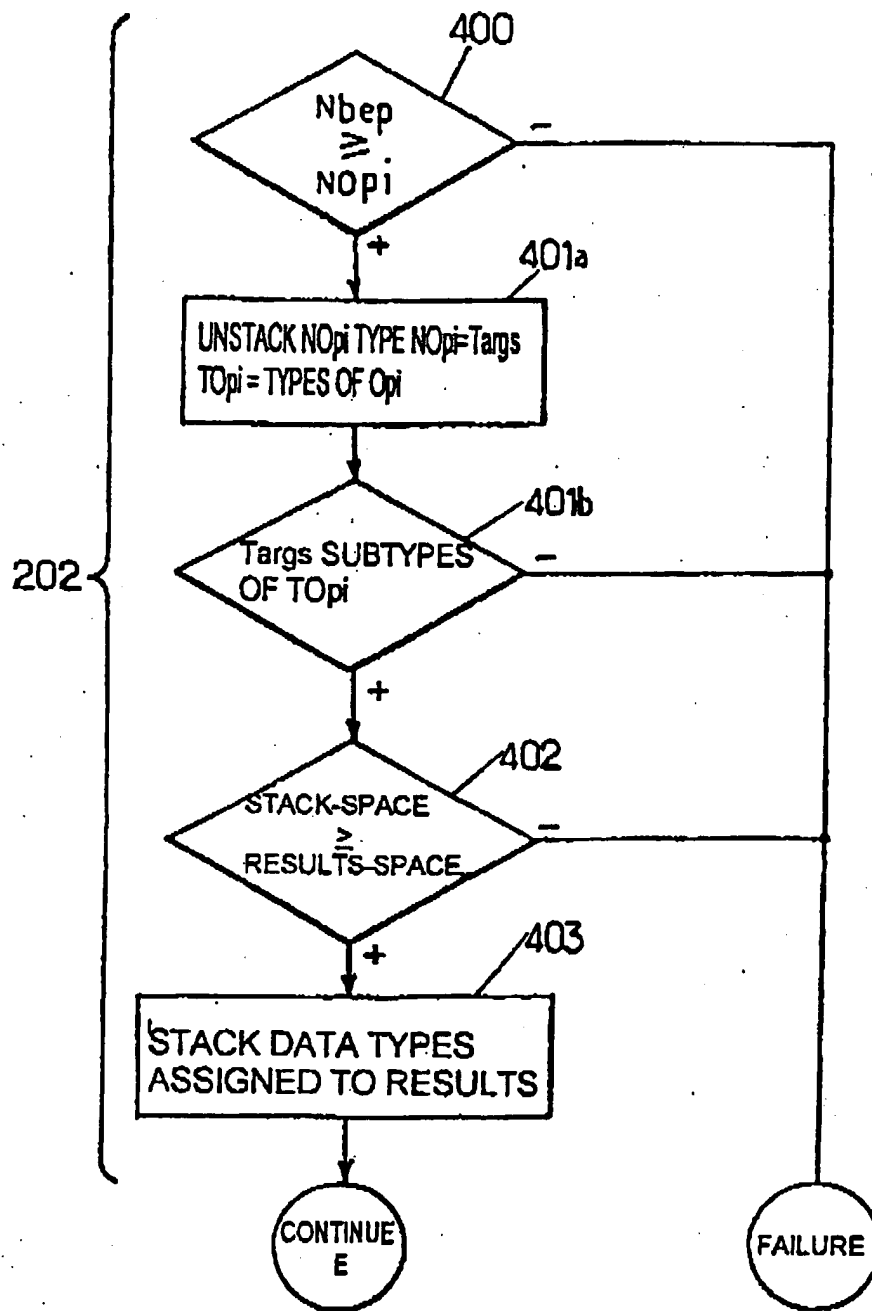 400
Nbep
≥
NOpi
-
+
401a
UNSTACK NOpi TYPE NOpi=Targs
TOpi = TYPES OF Opi
401b
Targs SUBTYPES
OF TOpi
-
202
+
402
STACK-SPACE
≥
RESULTS-SPACE
-
+
403
STACK DATA TYPES
ASSIGNED TO RESULTS
CONTINUE
E
FAILURE